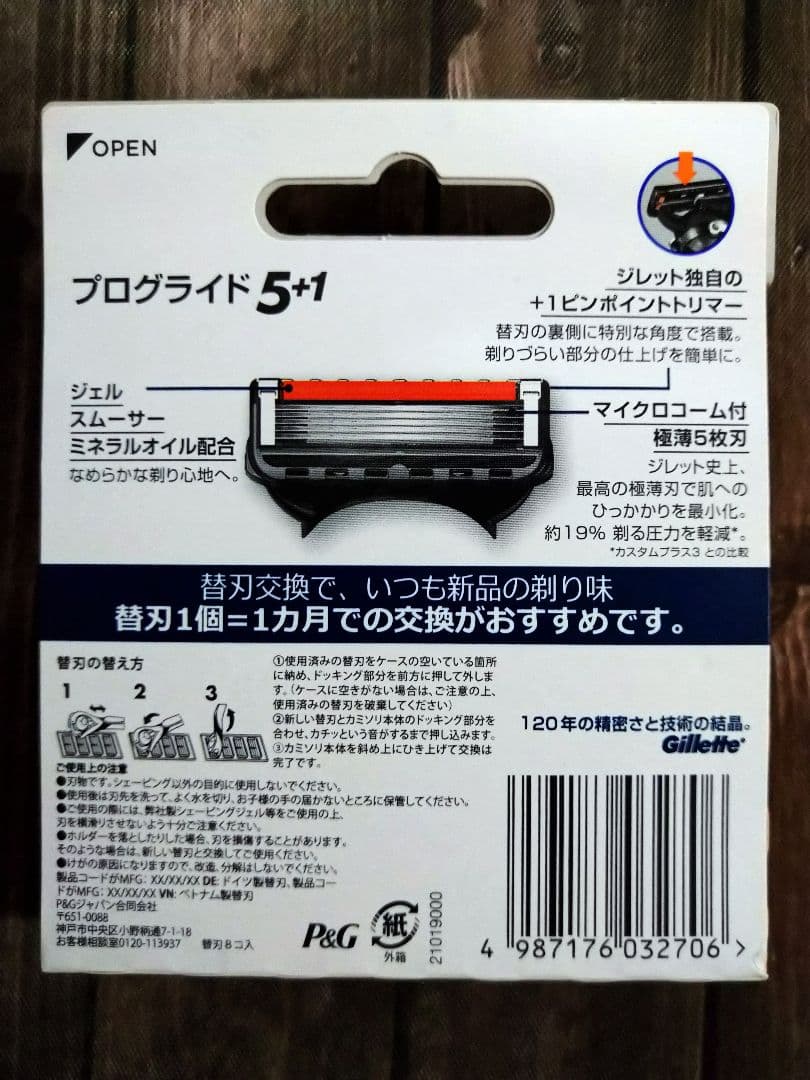 OPEN
プログライド 5+1
ジレット独自の
+1ピンポイントトリマー
替刃の裏側に特別な角度で搭載。
剃りづらい部分の仕上げを簡単に。
ジェル
スムーサー
ミネラルオイル配合
なめらかな剃り心地へ。
マイクロコーム付
極薄5枚刃
ジレット史上、
最高の極薄刃で肌への
ひっかかりを最小化。
約19% 剃る圧力を軽減*。
*カスタムプラス3 との比較
替刃交換で、いつも新品の剃り味
替刃1個=1カ月での交換がおすすめです。
替刃の替え方
1 2 3
①使用済みの替刃をケースの空いている箇所
に納め、ドッキング部分を前方に押して外しま
す。(ケースに空きがない場合は、ご注意の上、
使用済みの替刃を破棄してください)
②新しい替刃とカミソリ本体のドッキング部分を
合わせ、カチッという音がするまで押し込みます。
③カミソリ本体を斜め上にひき上げて交換は
完了です。
120年の精密さと技術の結晶。
Gillette
ご使用上の注意
●刃物です。シェービング以外の目的に使用しないでください。
●使用後は刃先を洗って、よく水を切り、お子様の手の届かないところに保管してください。
●ご使用の際には、弊社製シェービングジェル等をご使用の上、
刃を横滑りさせないよう十分ご注意ください。
●ホルダーを落としたりした場合、刃を損傷することがあります。
そのような場合は、新しい替刃と交換してご使用ください。
●けがの原因になりますので、改造、分解はしないでください。
製品コードがMFG: XX/XX/XX DE: ドイツ製替刃、製品コー
ドがMFG: XX/XX/XX VN: ベトナム製替刃
P&Gジャパン合同会社
〒651-0088
神戸市中央区小野柄通7-1-18
お客様相談室0120-113937 替刃8コ入
P&G
紙
外箱
21019000
4 987176 032706 >